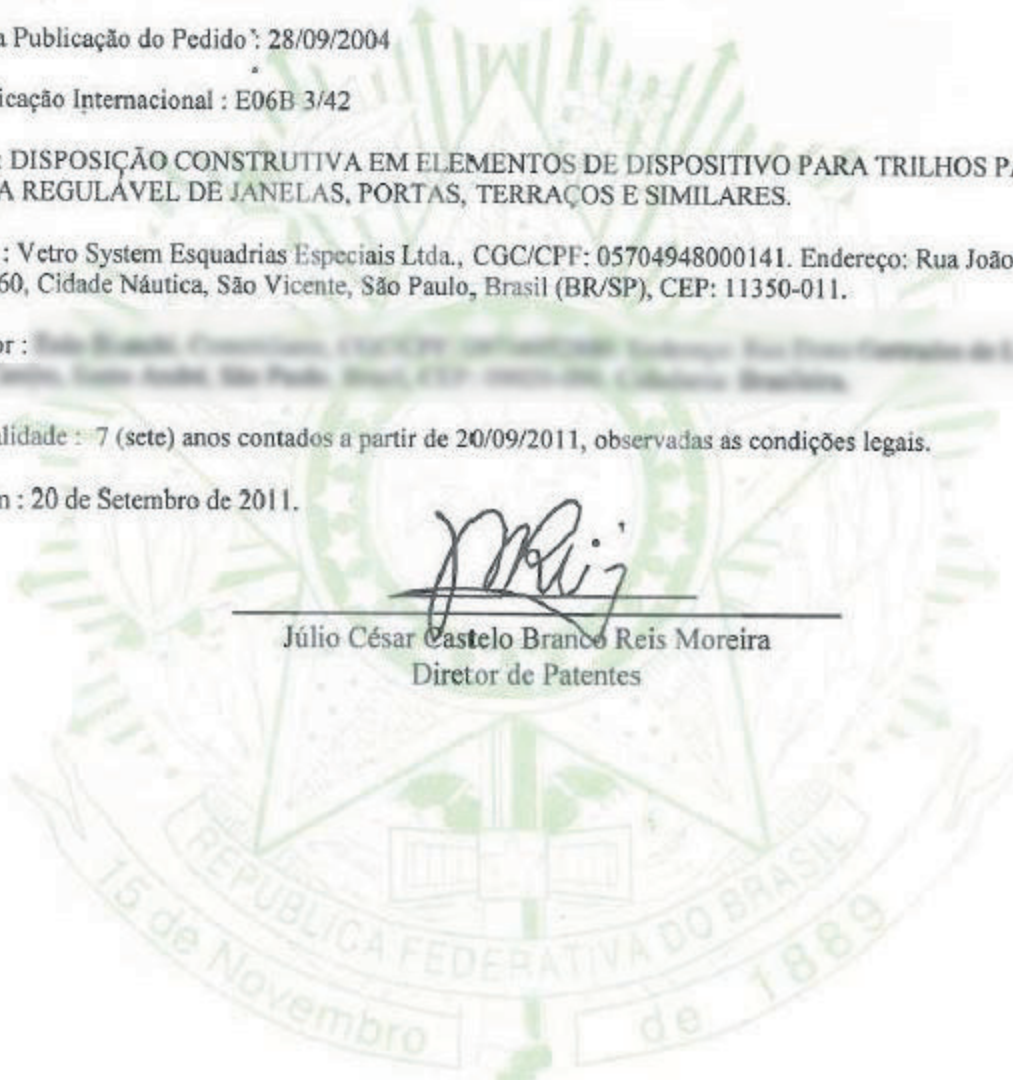 a Publicação do Pedido : 28/09/2004
icação Internacional : E06B 3/42
: DISPOSIÇÃO CONSTRUTIVA EM ELEMENTOS DE DISPOSITIVO PARA TRILHOS PA
A REGULÁVEL DE JANELAS, PORTAS, TERRAÇOS E SIMILARES.
: Vetro System Esquadrias Especiais Ltda., CGC/CPF: 05704948000141. Endereço: Rua João
60, Cidade Náutica, São Vicente, São Paulo, Brasil (BR/SP), CEP: 11350-011.
or :
alidade : 7 (sete) anos contados a partir de 20/09/2011, observadas as condições legais.
n : 20 de Setembro de 2011.
Júlio César Castelo Branco Reis Moreira
Diretor de Patentes
REPUBLICA FEDERATIVA DO BRASIL
15 de Novembro de 1889